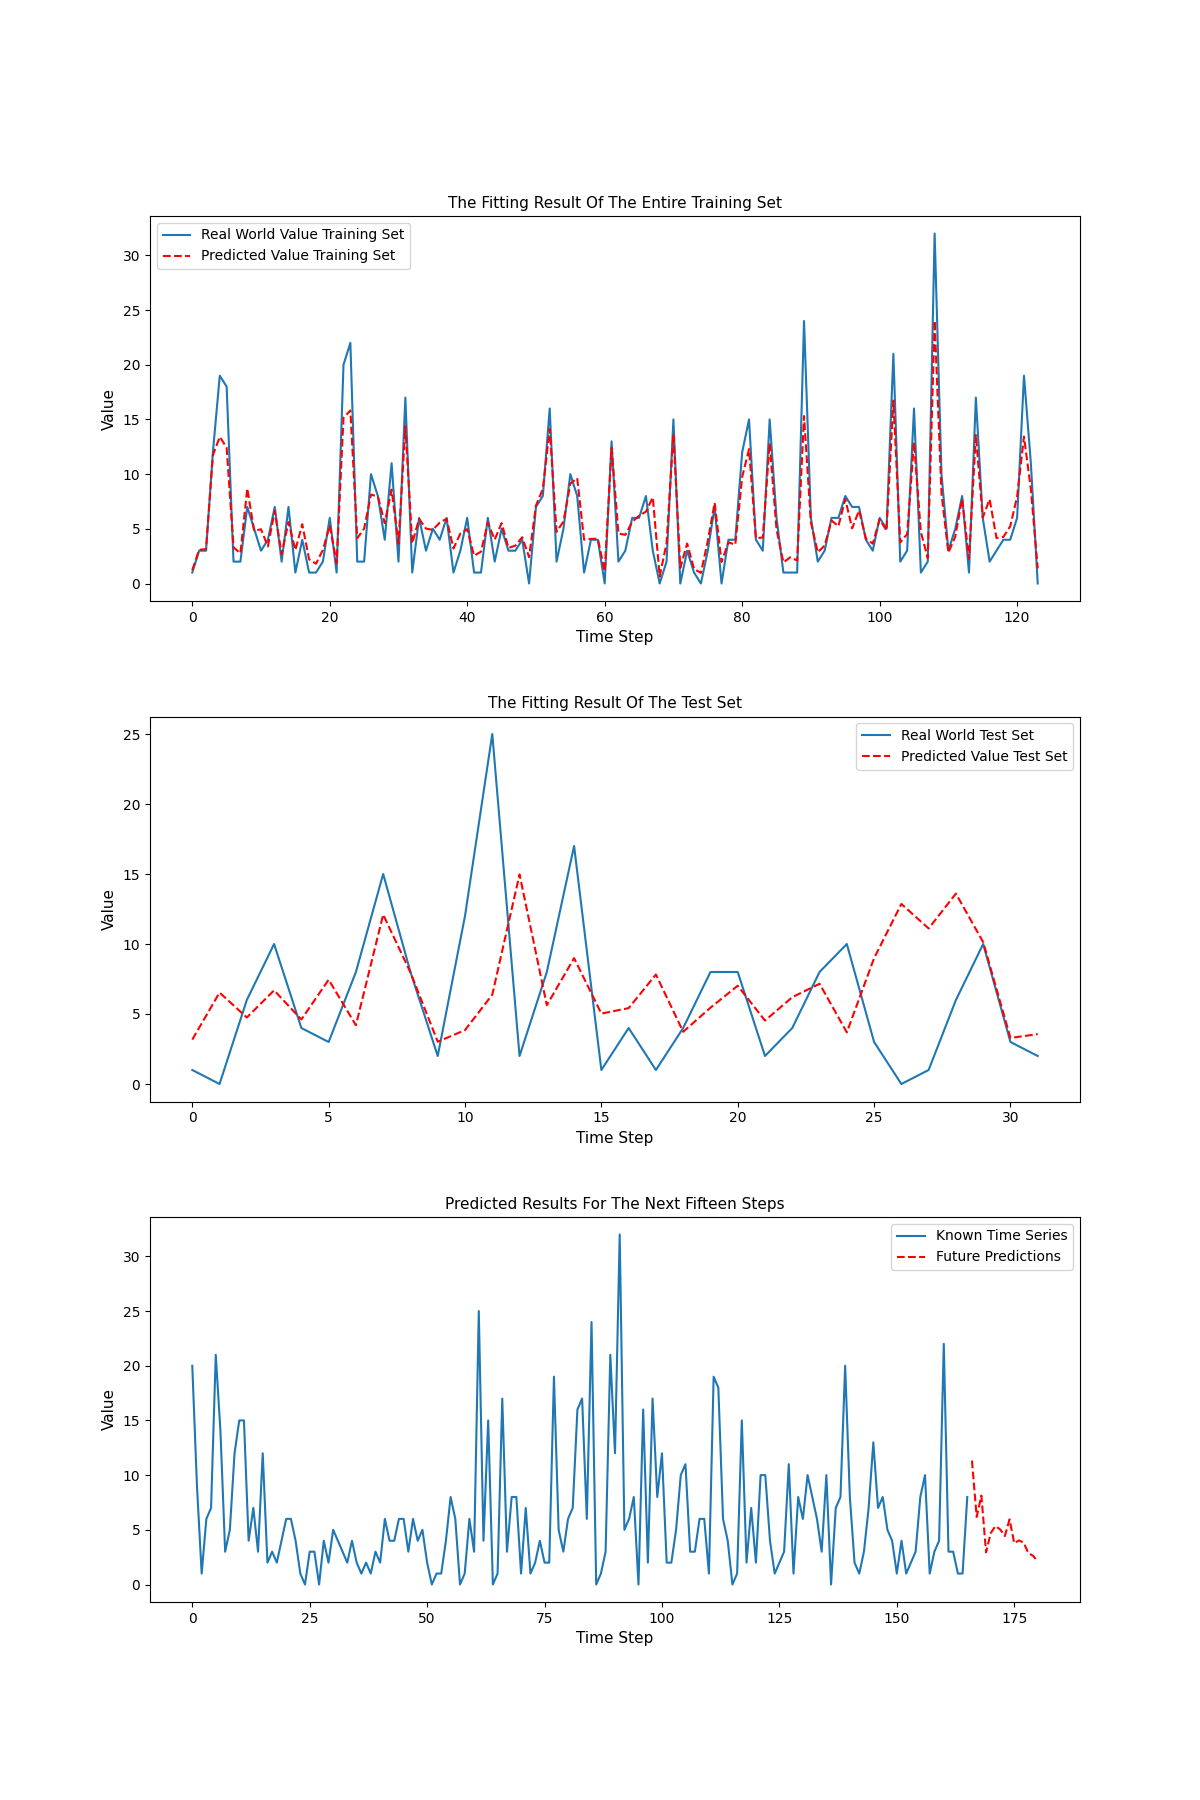 The Fitting Result Of The Entire Training Set
Real World Value Training Set
Predicted Value Training Set
30
25
20
15
10
5
0
Value
0 20 40 60 80 100 120
Time Step
The Fitting Result Of The Test Set
Real World Test Set
Predicted Value Test Set
25
20
15
10
5
0
Value
0 5 10 15 20 25 30
Time Step
Predicted Results For The Next Fifteen Steps
Known Time Series
Future Predictions
30
25
20
15
10
5
0
Value
0 25 50 75 100 125 150 175
Time Step